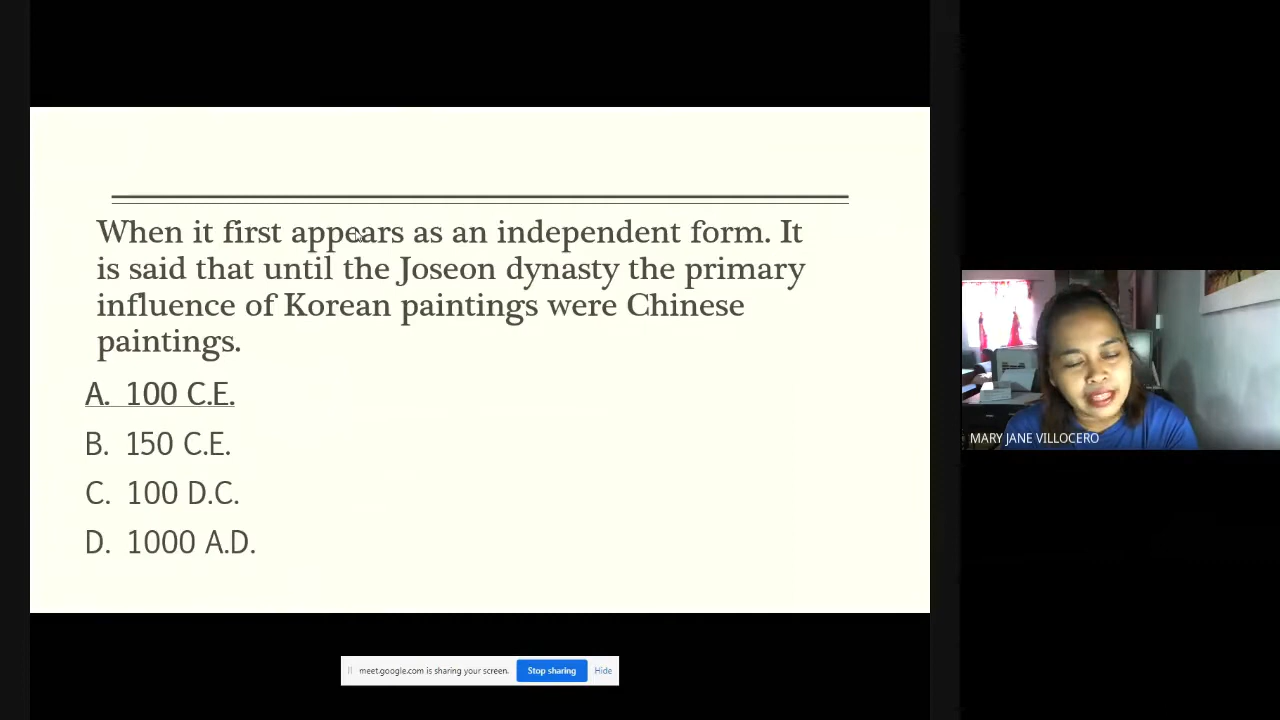 When it first appears as an independent form. It
is said that until the Joseon dynasty the primary
influence of Korean paintings were Chinese
paintings.
A. 100 C.E.
B. 150 C.E.
C. 100 D.C.
D. 1000 A.D.
MARY JANE VILLOCERO
meet.google.com is sharing your screen. Stop sharing Hide